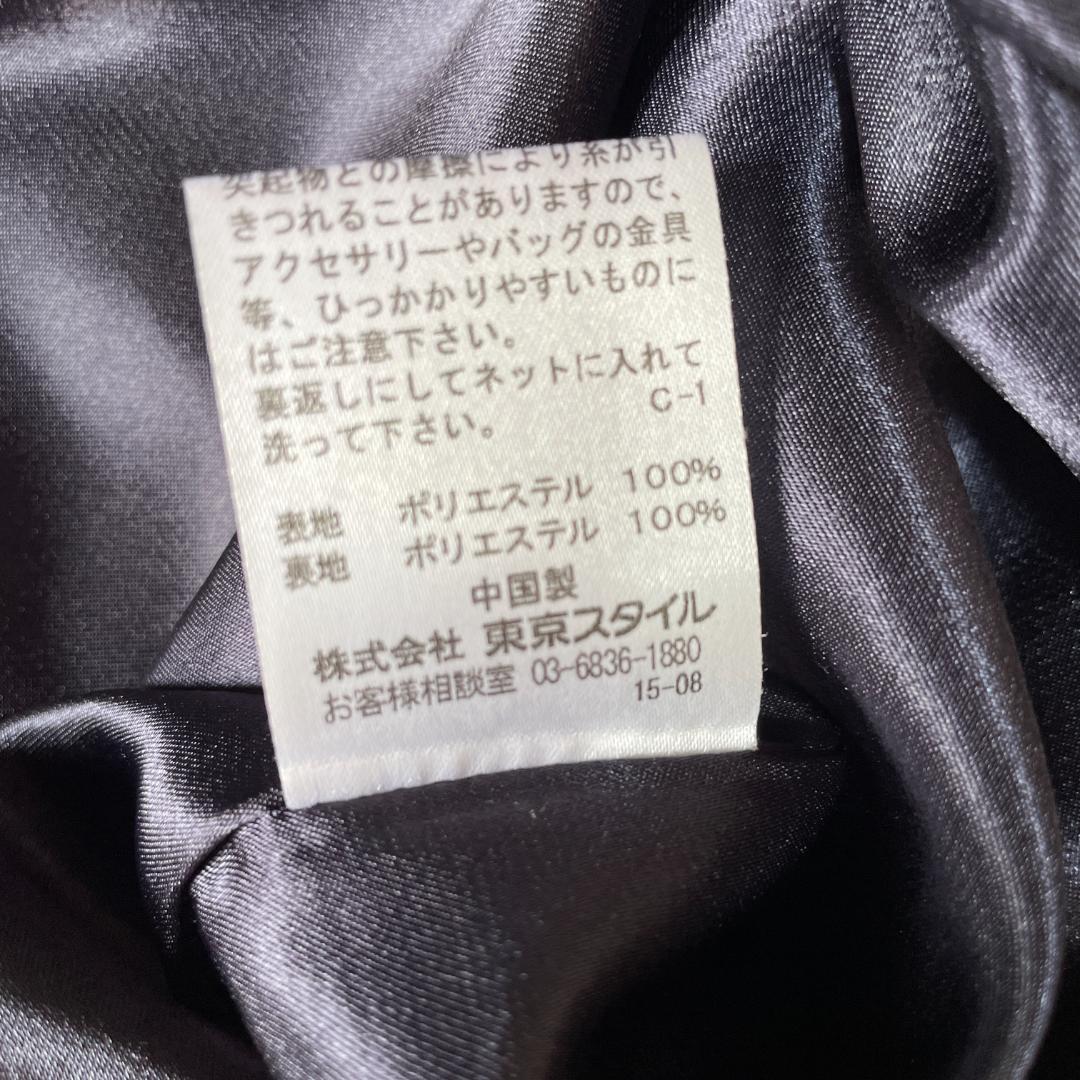 突起物との摩擦により糸が引
きつれることがありますので、
アクセサリーやバッグの金具
等、ひっかかりやすいものに
はご注意下さい。
裏返しにしてネットに入れて
洗って下さい。 C-1
表地 ポリエステル 100%
裏地 ポリエステル 100%
中国製
株式会社 東京スタイル
お客様相談室 03-6836-1880
15-08